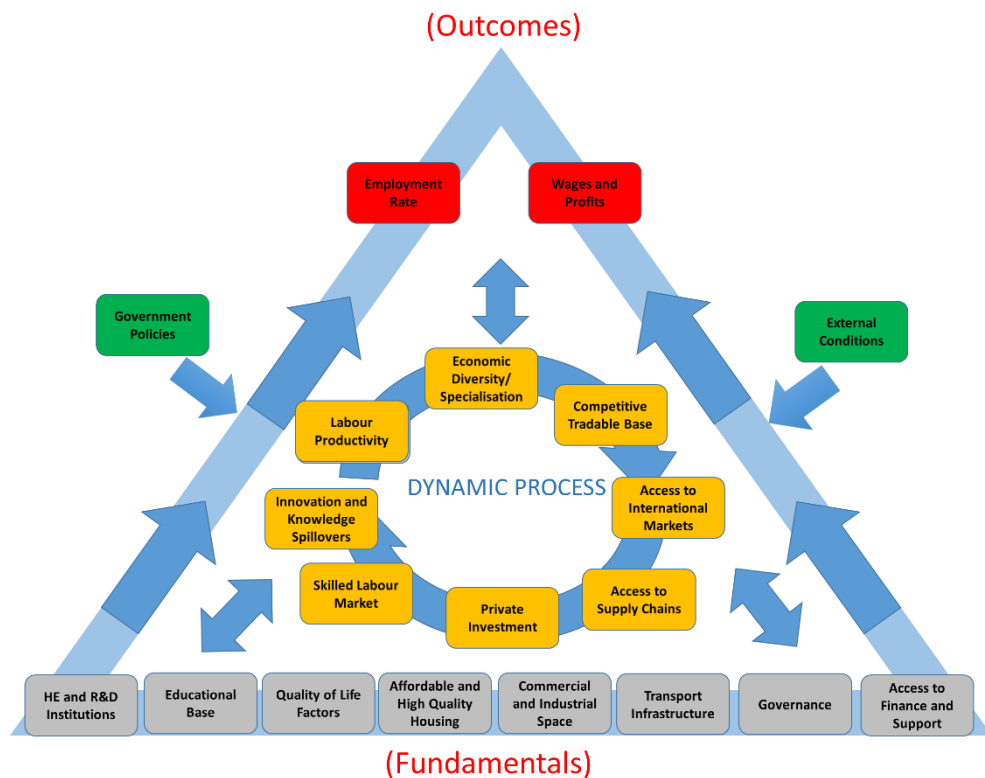 (Outcomes)
Employment
Rate
Wages and
Profits
Government
Policies
External
Conditions
Economic
Diversity/
Specialisation
Labour
Productivity
Competitive
Tradable Base
DYNAMIC PROCESS
Innovation and
Knowledge
Spillovers
Access to
International
Markets
Skilled Labour
Market
Private
Investment
Access to
Supply Chains
HE and R&D
Institutions
Educational
Base
Quality of Life
Factors
Affordable and
High Quality
Housing
Commercial
and Industrial
Space
Transport
Infrastructure
Governance
Access to
Finance and
Support
(Fundamentals)